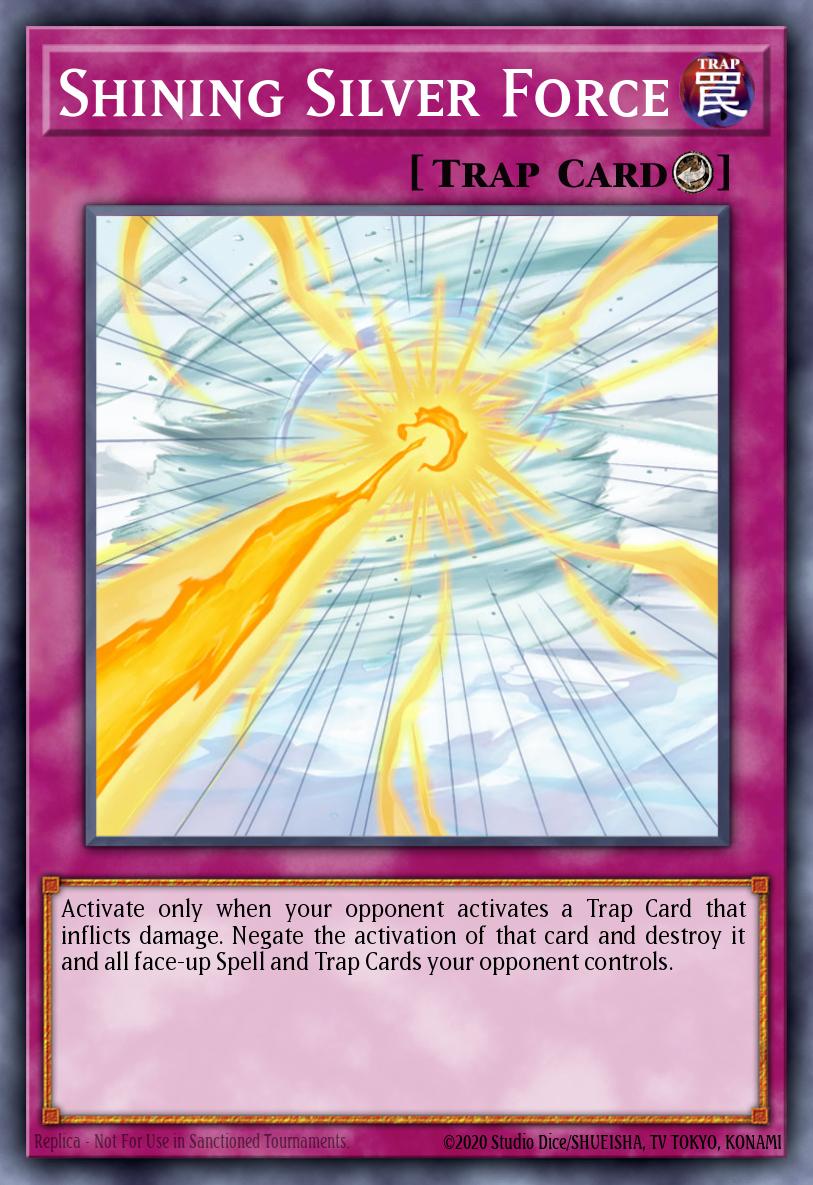 SHINING SILVER FORCE
TRAP
罠
[TRAP CARD]
Activate only when your opponent activates a Trap Card that
inflicts damage. Negate the activation of that card and destroy it
and all face-up Spell and Trap Cards your opponent controls.
Replica - Not For Use in Sanctioned Tournaments.
©2020 Studio Dice/SHUEISHA, TV TOKYO, KONAMI